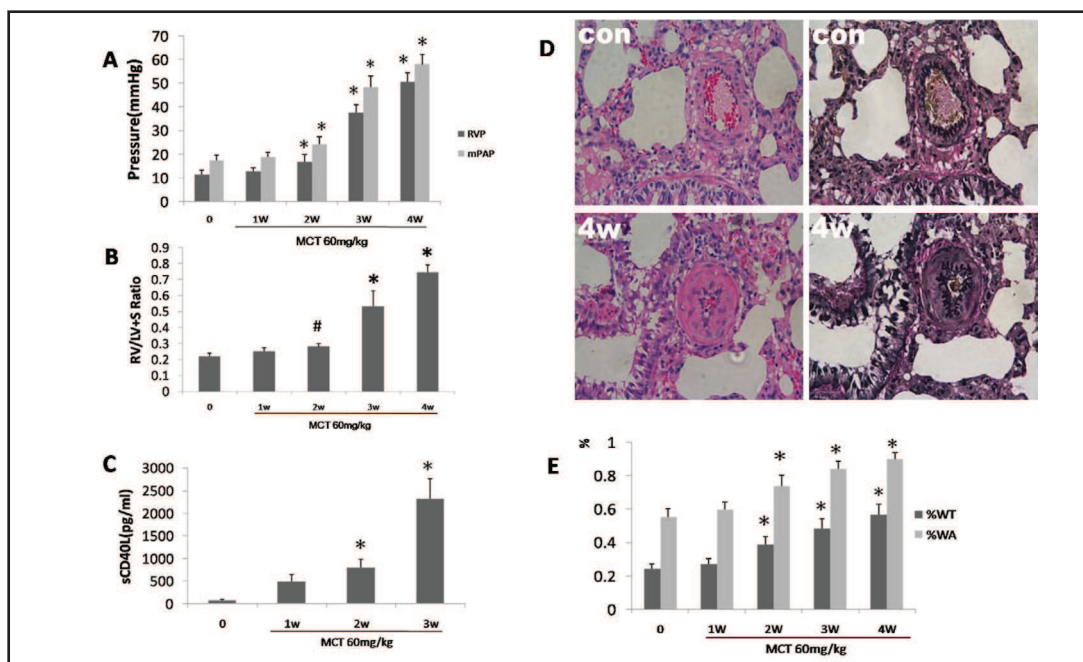 A
Pressure(mmHg)
70
60
50
40
30
20
10
0
* * * * * *
RVP
mPAP
0 1W 2W 3W 4W
MCT 60mg/kg
B
RV/LV+S Ratio
0.9
0.8
0.7
0.6
0.5
0.4
0.3
0.2
0.1
0
# * *
0 1w 2w 3w 4w
MCT 60mg/kg
C
sCD40L(pg/ml)
3000
2500
2000
1500
1000
500
0
* *
0 1w 2w 3w
MCT 60mg/kg
D
con con
4w 4w
E
%
1
0.8
0.6
0.4
0.2
0
* * * * * *
%WT
%WA
0 1W 2W 3W 4W
MCT 60mg/kg